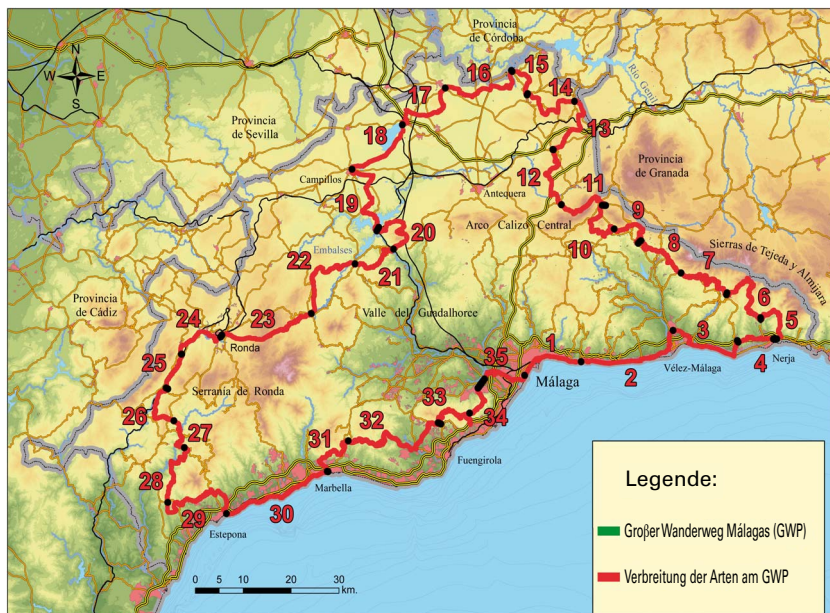 Provincia
de Córdoba
N
W E
S
Río Genil
Provincia
de Sevilla
16
15
17
14
18
13
Provincia
de Granada
Campillos
12
Antequera
11
19
20
Arco Calizo Central
9
10
Sierras de Tejeda y Almijara
Embalses
22
21
8
7
Provincia
de Cádiz
6
24
23
Valle del Guadalhorce
5
Ronda
1
3
4
Nerja
25
35
Málaga
2
Vélez-Málaga
Serranía de Ronda
26
33
34
27
31
32
Fuengirola
28
Marbella
29
30
Estepona
0 5 10 20 30
km.
Legende:
Großer Wanderweg Málagas (GWP)
Verbreitung der Arten am GWP